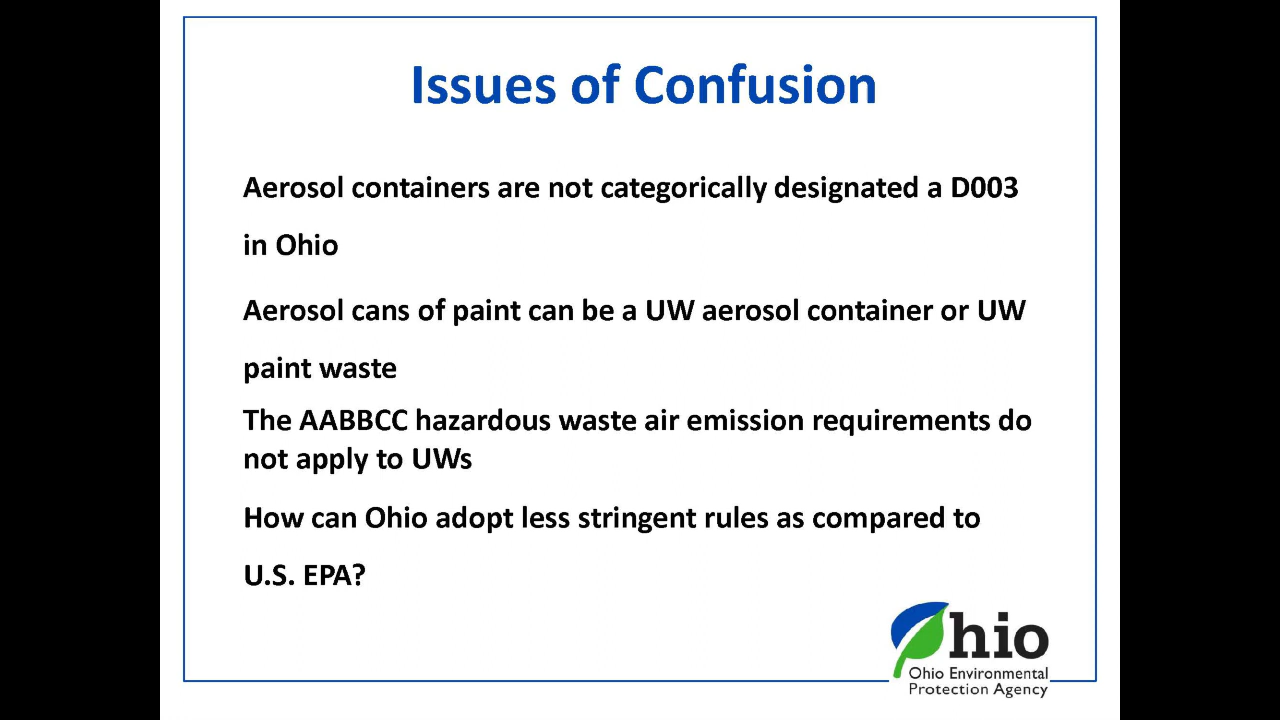 Issues of Confusion
Aerosol containers are not categorically designated a D003
in Ohio
Aerosol cans of paint can be a UW aerosol container or UW
paint waste
The AABBCC hazardous waste air emission requirements do
not apply to UWs
How can Ohio adopt less stringent rules as compared to
U.S. EPA?
Ohio
Ohio Environmental
Protection Agency